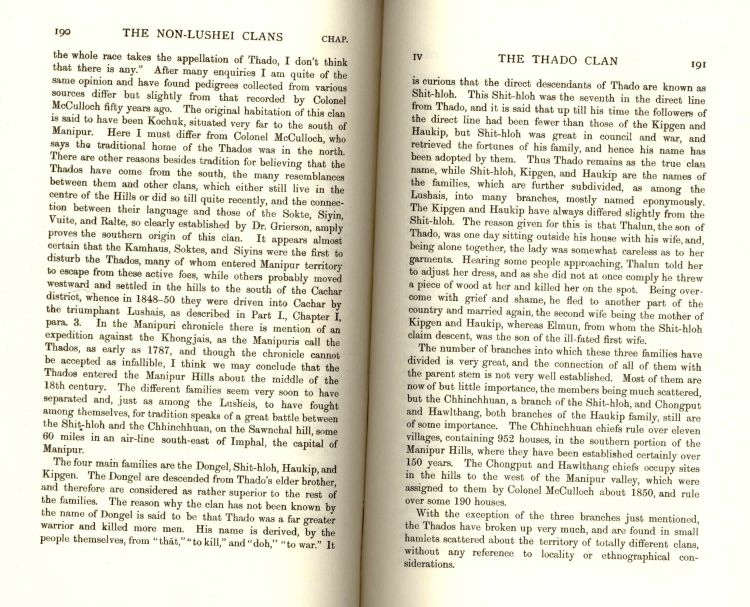 190 THE NON-LUSHEI CLANS CHAP.
the whole race takes the appellation of Thado, I don't think
that there is any." After many enquiries I am quite of the
same opinion and have found pedigrees collected from various
sources differ but slightly from that recorded by Colonel
McCulloch fifty years ago. The original habitation of this clan
is said to have been Kochuk, situated very far to the south of
Manipur. Here I must differ from Colonel McCulloch, who
says the traditional home of the Thados was in the north.
There are other reasons besides tradition for believing that the
Thados have come from the south, the many resemblances
between them and other clans, which either still live in the
centre of the Hills or did so till quite recently, and the connec-
tion between their language and those of the Sokte, Siyin,
Vuite, and Ralte, so clearly established by Dr. Grierson, amply
proves the southern origin of this clan. It appears almost
certain that the Kamhaus, Soktes, and Siyins were the first to
disturb the Thados, many of whom entered Manipur territory
to escape from these active foes, while others probably moved
westward and settled in the hills to the south of the Cachar
district, whence in 1848-50 they were driven into Cachar by
the triumphant Lushais, as described in Part I., Chapter I,
para. 3. In the Manipuri chronicle there is mention of an
expedition against the Khongjais, as the Manipuris call the
Thados, as early as 1787, and though the chronicle cannot
be accepted as infallible, I think we may conclude that the
Thados entered the Manipur Hills about the middle of the
18th century. The different families seem very soon to have
separated and, just as among the Lusheis, to have fought
among themselves, for tradition speaks of a great battle between
the Shit-hloh and the Chhinchhuan, on the Sawnchal hill, some
60 miles in an air-line south-east of Imphal, the capital of
Manipur.
The four main families are the Dongel, Shit-hloh, Haukip, and
Kipgen. The Dongel are descended from Thado's elder brother,
and therefore are considered as rather superior to the rest of
the families. The reason why the clan has not been known by
the name of Dongel is said to be that Thado was a far greater
warrior and killed more men. His name is derived, by the
people themselves, from "thāt," "to kill," and "doh," "to war." It
IV THE THADO CLAN 191
is curious that the direct descendants of Thado are known as
Shit-hloh. This Shit-hloh was the seventh in the direct line
from Thado, and it is said that up till his time the followers of
the direct line had been fewer than those of the Kipgen and
Haukip, but Shit-hloh was great in council and war, and
retrieved the fortunes of his family, and hence his name has
been adopted by them. Thus Thado remains as the true clan
name, while Shit-hloh, Kipgen, and Haukip are the names of
the families, which are further subdivided, as among the
Lushais, into many branches, mostly named eponymously.
The Kipgen and Haukip have always differed slightly from the
Shit-hloh. The reason given for this is that Thalun, the son of
Thado, was one day sitting outside his house with his wife, and,
being alone together, the lady was somewhat careless as to her
garments. Hearing some people approaching, Thalun told her
to adjust her dress, and as she did not at once comply he threw
a piece of wood at her and killed her on the spot. Being over-
come with grief and shame, he fled to another part of the
country and married again, the second wife being the mother of
Kipgen and Haukip, whereas Elmun, from whom the Shit-hloh
claim descent, was the son of the ill-fated first wife.
The number of branches into which these three families have
divided is very great, and the connection of all of them with
the parent stem is not very well established. Most of them are
now of but little importance, the members being much scattered,
but the Chhinchhuan, a branch of the Shit-hloh, and Chongput
and Hawlthang, both branches of the Haukip family, still are
of some importance. The Chhinchhuan chiefs rule over eleven
villages, containing 952 houses, in the southern portion of the
Manipur Hills, where they have been established certainly over
150 years. The Chongput and Hawlthang chiefs occupy sites
in the hills to the west of the Manipur valley, which were
assigned to them by Colonel McCulloch about 1850, and rule
over some 190 houses.
With the exception of the three branches just mentioned,
the Thados have broken up very much, and are found in small
hamlets scattered about the territory of totally different clans,
without any reference to locality or ethnographical con-
siderations.